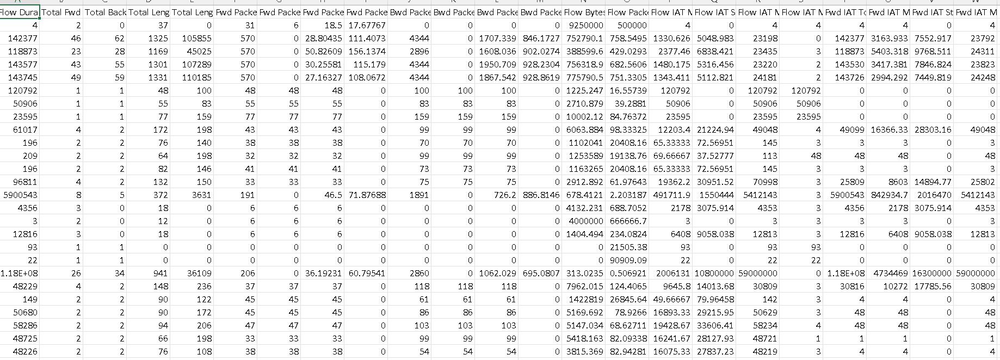 Flow Dura Total Fwd Total Back Total Leng Total Leng Fwd Packe Fwd Packe Fwd Packe Fwd Packe Bwd Packe Bwd Packe Bwd Packe Bwd Packe Flow Bytes Flow Packe Flow IAT M Flow IAT S Flow IAT M Flow IAT M Fwd IAT To Fwd IAT M Fwd IAT St Fwd IAT M
4 2 0 37 0 31 6 18.5 17.67767 0 0 0 0 9250000 500000 4 0 4 4 4 4 0 4
142377 46 62 1325 105855 570 0 28.80435 111.4073 4344 0 1707.339 846.1727 752790.1 758.5495 1330.626 5048.983 23198 0 142377 3163.933 7552.917 23792
118873 23 28 1169 45025 570 0 50.82609 156.1374 2896 0 1608.036 902.0274 388599.6 429.0293 2377.46 6838.421 23435 3 118873 5403.318 9768.511 24311
143577 43 55 1301 107289 570 0 30.25581 115.179 4344 0 1950.709 928.2304 756318.9 682.5606 1480.175 5316.456 23220 2 143530 3417.381 7846.824 23823
143745 49 59 1331 110185 570 0 27.16327 108.0672 4344 0 1867.542 928.8619 775790.5 751.3305 1343.411 5112.821 24181 2 143726 2994.292 7449.819 24248
120792 1 1 48 100 48 48 48 0 100 100 100 0 1225.247 16.55739 120792 0 120792 120792 0 0 0 0
50906 1 1 55 83 55 55 55 0 83 83 83 0 2710.879 39.2881 50906 0 50906 50906 0 0 0 0
23595 1 1 77 159 77 77 77 0 159 159 159 0 10002.12 84.76372 23595 0 23595 23595 0 0 0 0
61017 4 2 172 198 43 43 43 0 99 99 99 0 6063.884 98.33325 12203.4 21224.94 49048 4 49099 16366.33 28303.16 49048
196 2 2 76 140 38 38 38 0 70 70 70 0 1102041 20408.16 65.33333 72.56951 145 3 3 3 0 3
209 2 2 64 198 32 32 32 0 99 99 99 0 1253589 19138.76 69.66667 37.52777 113 48 48 48 0 48
196 2 2 82 146 41 41 41 0 73 73 73 0 1163265 20408.16 65.33333 72.56951 145 3 3 3 0 3
96811 4 2 132 150 33 33 33 0 75 75 75 0 2912.892 61.97643 19362.2 30951.52 70998 3 25809 8603 14894.77 25802
5900543 8 5 372 3631 191 0 46.5 71.87688 1891 0 726.2 886.8146 678.4121 2.203187 491711.9 1550444 5412143 3 5900543 842934.7 2016470 5412143
4356 3 0 18 0 6 6 6 0 0 0 0 0 4132.231 688.7052 2178 3075.914 4353 3 4356 2178 3075.914 4353
3 2 0 12 0 6 6 6 0 0 0 0 0 4000000 666666.7 3 0 3 3 3 3 0 3
12816 3 0 18 0 6 6 6 0 0 0 0 0 1404.494 234.0824 6408 9058.038 12813 3 12816 6408 9058.038 12813
93 1 1 0 0 0 0 0 0 0 0 0 0 0 21505.38 93 0 93 93 0 0 0 0
22 1 1 0 0 0 0 0 0 0 0 0 0 0 90909.09 22 0 22 22 0 0 0 0
1.18E+08 26 34 941 36109 206 0 36.19231 60.79541 2860 0 1062.029 695.0807 313.0235 0.506921 2006131 10800000 59000000 0 1.18E+08 4734469 16300000 59000000
48229 4 2 148 236 37 37 37 0 118 118 118 0 7962.015 124.4065 9645.8 14013.68 30809 3 30816 10272 17785.56 30809
149 2 2 90 122 45 45 45 0 61 61 61 0 1422819 26845.64 49.66667 79.96458 142 3 4 4 0 4
50680 2 2 90 172 45 45 45 0 86 86 86 0 5169.692 78.9266 16893.33 29215.95 50629 3 48 48 0 48
58286 2 2 94 206 47 47 47 0 103 103 103 0 5147.034 68.62711 19428.67 33606.41 58234 4 48 48 0 48
48725 2 2 66 198 33 33 33 0 99 99 99 0 5418.163 82.09338 16241.67 28127.93 48721 1 1 1 0 1
48226 2 2 76 108 38 38 38 0 54 54 54 0 3815.369 82.94281 16075.33 27837.23 48219 3 4 4 0 4